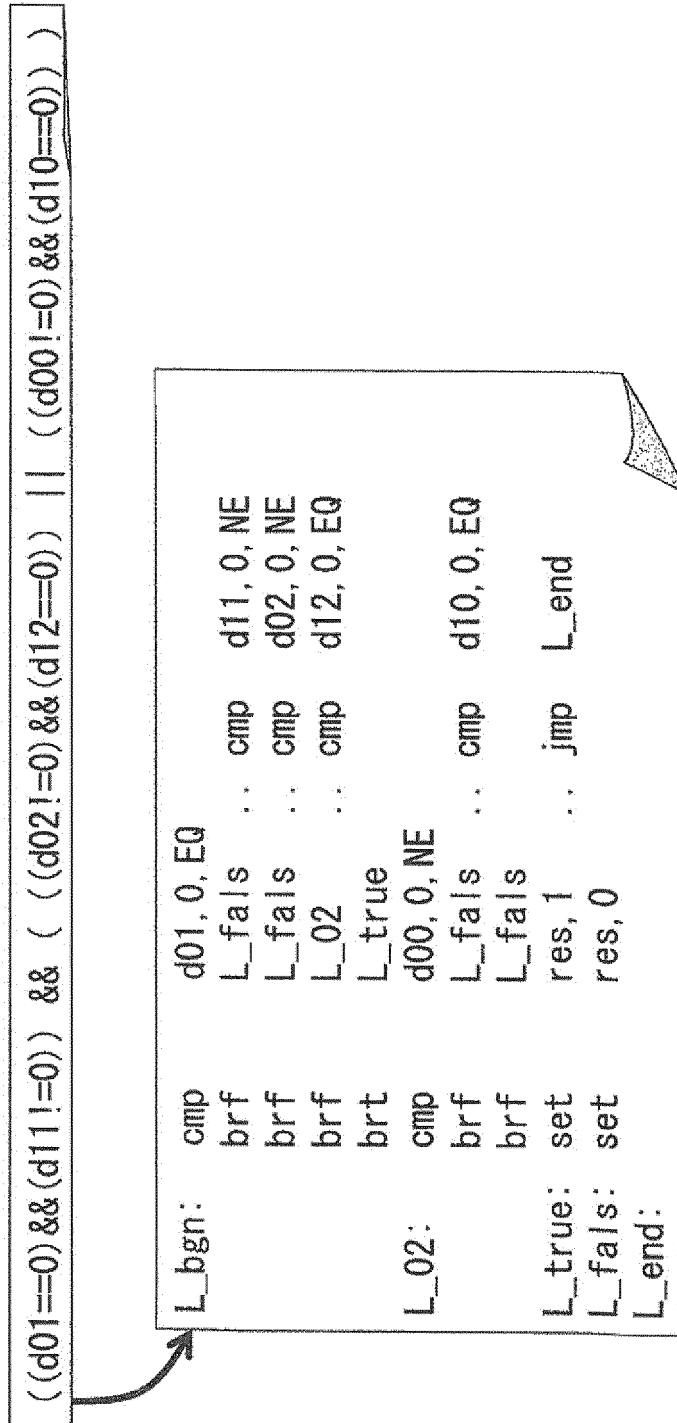 ((d01==0)&&(d11!=0)) && ( ((d02!=0)&&(d12==0)) || ((d00!=0)&&(d10==0)) )
L_bgn: cmp d01,0,EQ
brf L_fals .. cmp d11,0,NE
brf L_fals .. cmp d02,0,NE
brf L_02 .. cmp d12,0,EQ
brt L_true
L_02: cmp d00,0,NE
brf L_fals .. cmp d10,0,EQ
brf L_fals
L_true: set res,1 .. jmp L_end
L_fals: set res,0
L_end: